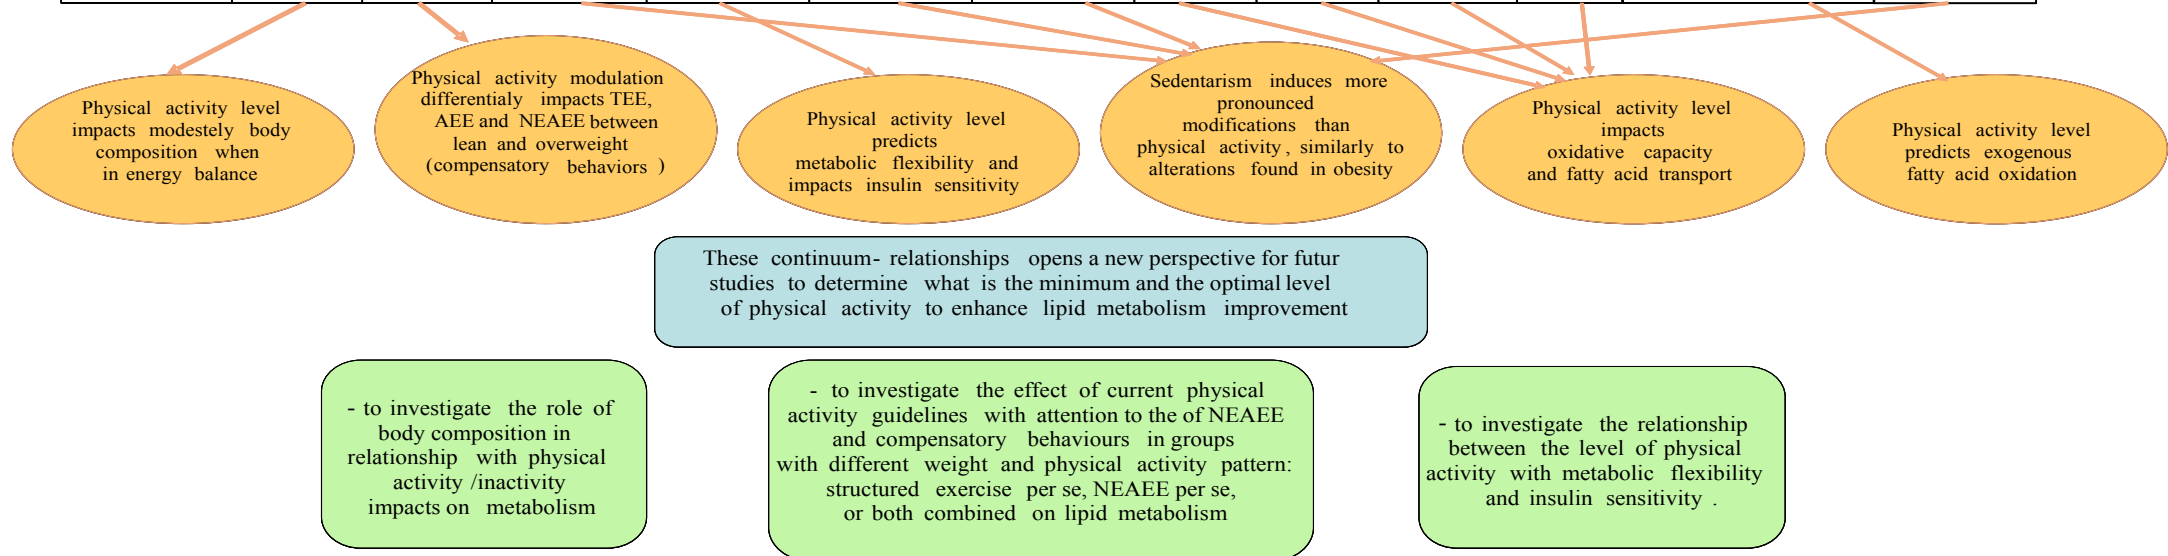 Physical activity level
impacts modestely body
composition when
in energy balance
Physical activity modulation
differentialy impacts TEE,
AEE and NEAEE between
lean and overweight
(compensatory behaviors )
Physical activity level
predicts
metabolic flexibility and
impacts insulin sensitivity
Sedentarism induces more
pronounced
modifications than
physical activity , similarly to
alterations found in obesity
Physical activity level
impacts
oxidative capacity
and fatty acid transport
Physical activity level
predicts exogenous
fatty acid oxidation
These continuum- relationships opens a new perspective for futur
studies to determine what is the minimum and the optimal level
of physical activity to enhance lipid metabolism improvement
- to investigate the role of
body composition in
relationship with physical
activity /inactivity
impacts on metabolism
- to investigate the effect of current physical
activity guidelines with attention to the of NEAEE
and compensatory behaviours in groups
with different weight and physical activity pattern:
structured exercise per se, NEAEE per se,
or both combined on lipid metabolism
- to investigate the relationship
between the level of physical
activity with metabolic flexibility
and insulin sensitivity .